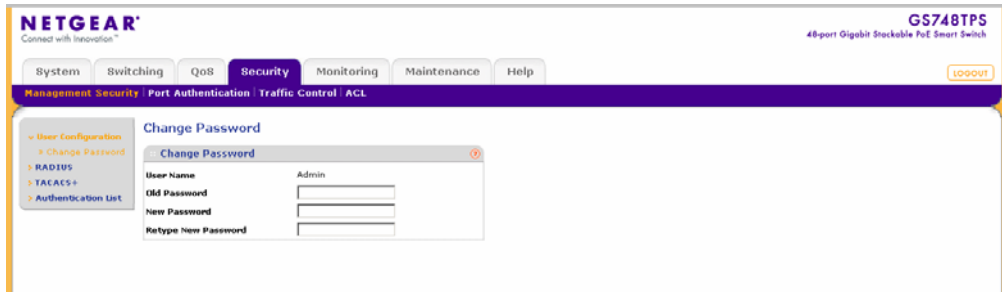 NETGEAR®
Connect with Innovation™
GS748TPS
48-port Gigabit Stackable PoE Smart Switch
System Switching QoS Security Monitoring Maintenance Help
LOGOUT
Management Security | Port Authentication | Traffic Control | ACL
User Configuration
Change Password
RADIUS
TACACS+
Authentication List
Change Password
Change Password
User Name Admin
Old Password
New Password
Retype New Password